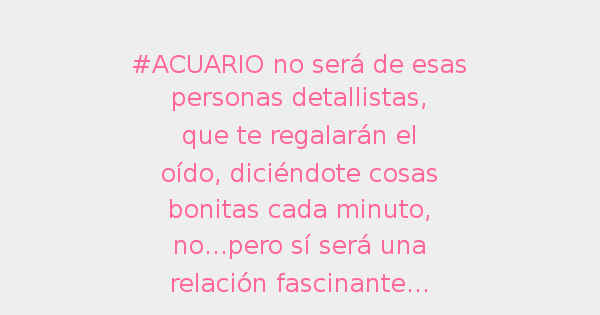 #ACUARIO no será de esas
personas detallistas,
que te regalarán el
oído, diciéndote cosas
bonitas cada minuto,
no...pero sí será una
relación fascinante...